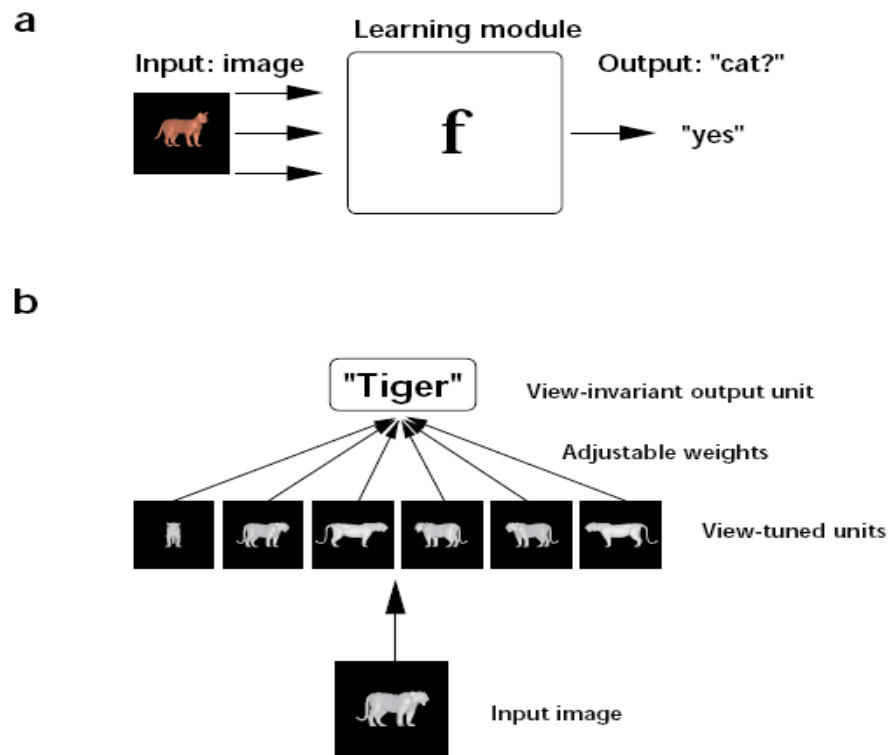 a
Learning module
Input: image
Output: "cat?"
f
"yes"
b
"Tiger"
View-invariant output unit
Adjustable weights
View-tuned units
Input image